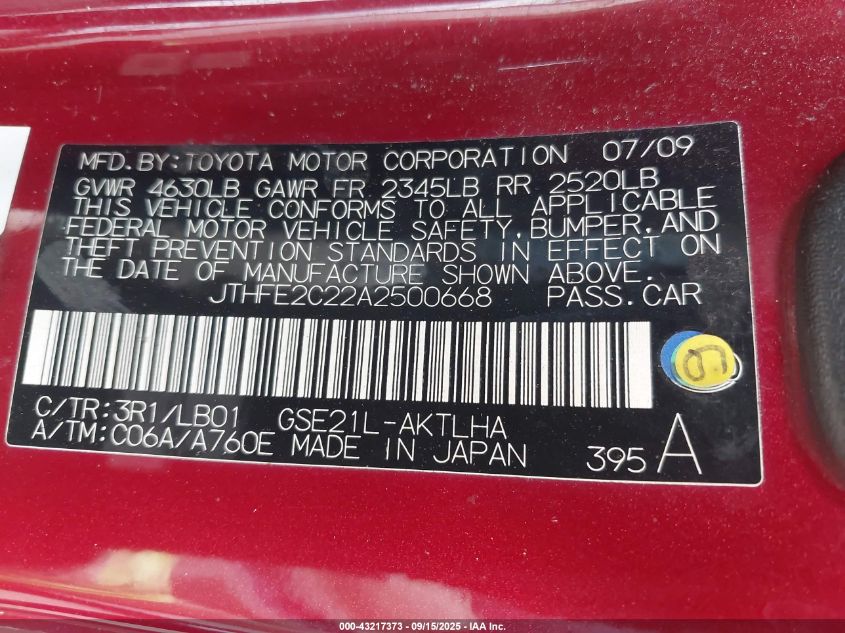 MFD.BY:TOYOTA MOTOR CORPORATION 07/09
GVWR 4630LB GAWR FR 2345LB RR 2520LB
THIS VEHICLE CONFORMS TO ALL APPLICABLE
FEDERAL MOTOR VEHICLE SAFETY,BUMPER,AND
THEFT PREVENTION STANDARDS IN EFFECT ON
THE DATE OF MANUFACTURE SHOWN ABOVE.
JTHFE2C22A2500668 PASS.CAR
C/TR:3R1/LB01 GSE21L-AKTLHA
A/TM:C06A/A760E MADE IN JAPAN 395 A
000-43217373 - 09/15/2025 - IAA Inc.